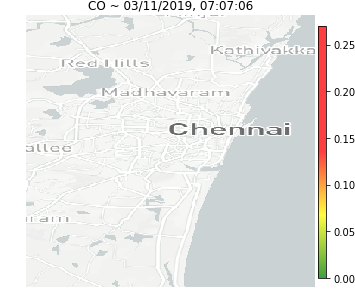 CO ~ 03/11/2019, 07:07:06
Kathivakka
Red Hills
Madhavaram
Chennai
allee
ram
0.25
0.20
0.15
0.10
0.05
0.00